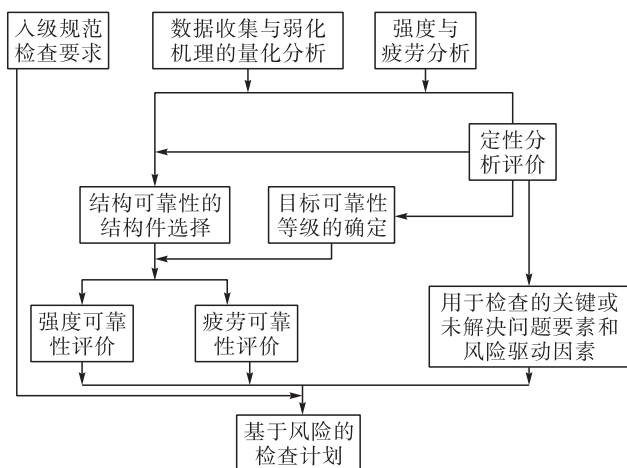 入级规范
检查要求
数据收集与弱化
机理的量化分析
强度与
疲劳分析
定性分
析评价
结构可靠性的
结构件选择
目标可靠性
等级的确定
强度可靠
性评价
疲劳可靠
性评价
用于检查的关键或
未解决问题要素和
风险驱动因素
基于风险的
检查计划